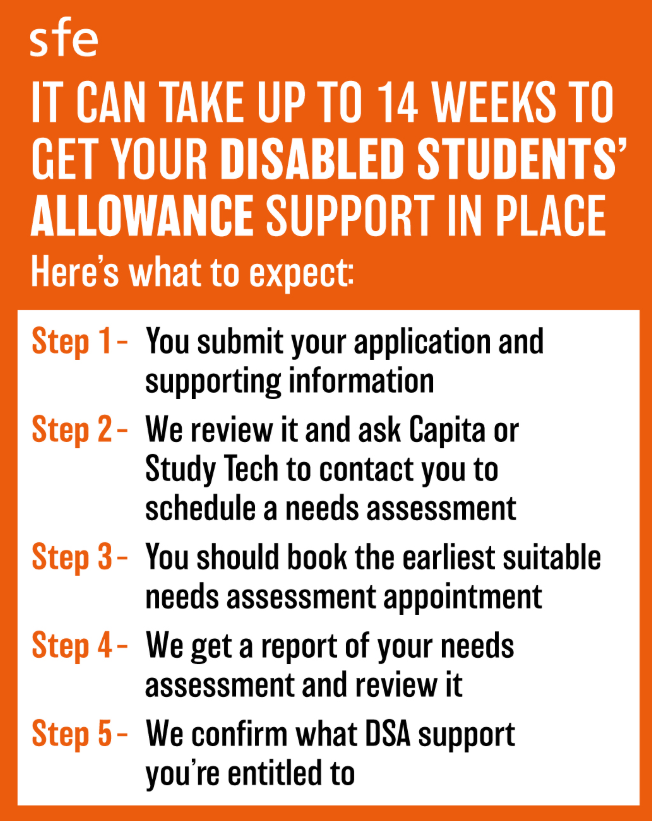 sfe
IT CAN TAKE UP TO 14 WEEKS TO
GET YOUR DISABLED STUDENTS'
ALLOWANCE SUPPORT IN PLACE
Here's what to expect:
Step 1- You submit your application and
supporting information
Step 2- We review it and ask Capita or
Study Tech to contact you to
schedule a needs assessment
Step 3- You should book the earliest suitable
needs assessment appointment
Step 4- We get a report of your needs
assessment and review it
Step 5- We confirm what DSA support
you're entitled to